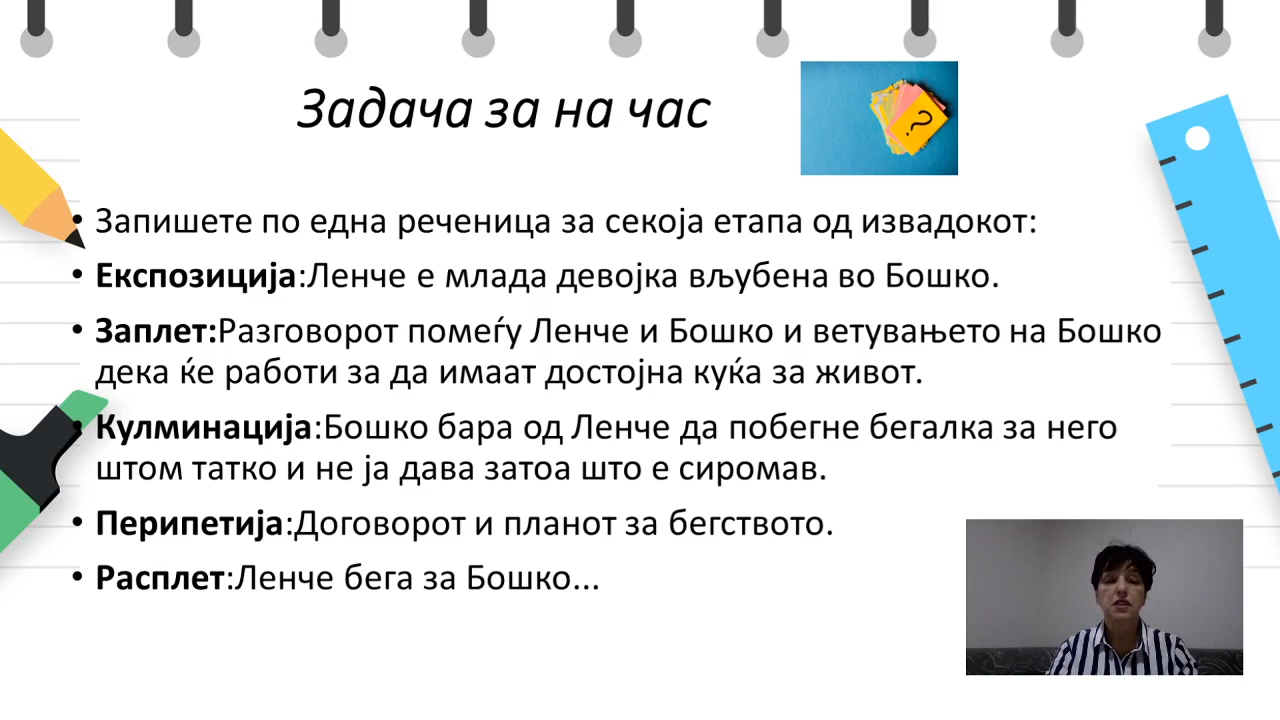 Задача за на час
?
• Запишете по една реченица за секоја етапа од извадокот:
• Експозиција:Ленче е млада девојка вљубена во Бошко.
• Заплет:Разговорот помеѓу Ленче и Бошко и ветувањето на Бошко
дека ќе работи за да имаат достојна куќа за живот.
• Кулминација:Бошко бара од Ленче да побегне бегалка за него
штом татко и не ја дава затоа што е сиромав.
• Перипетија:Договорот и планот за бегството.
• Расплет:Ленче бега за Бошко...